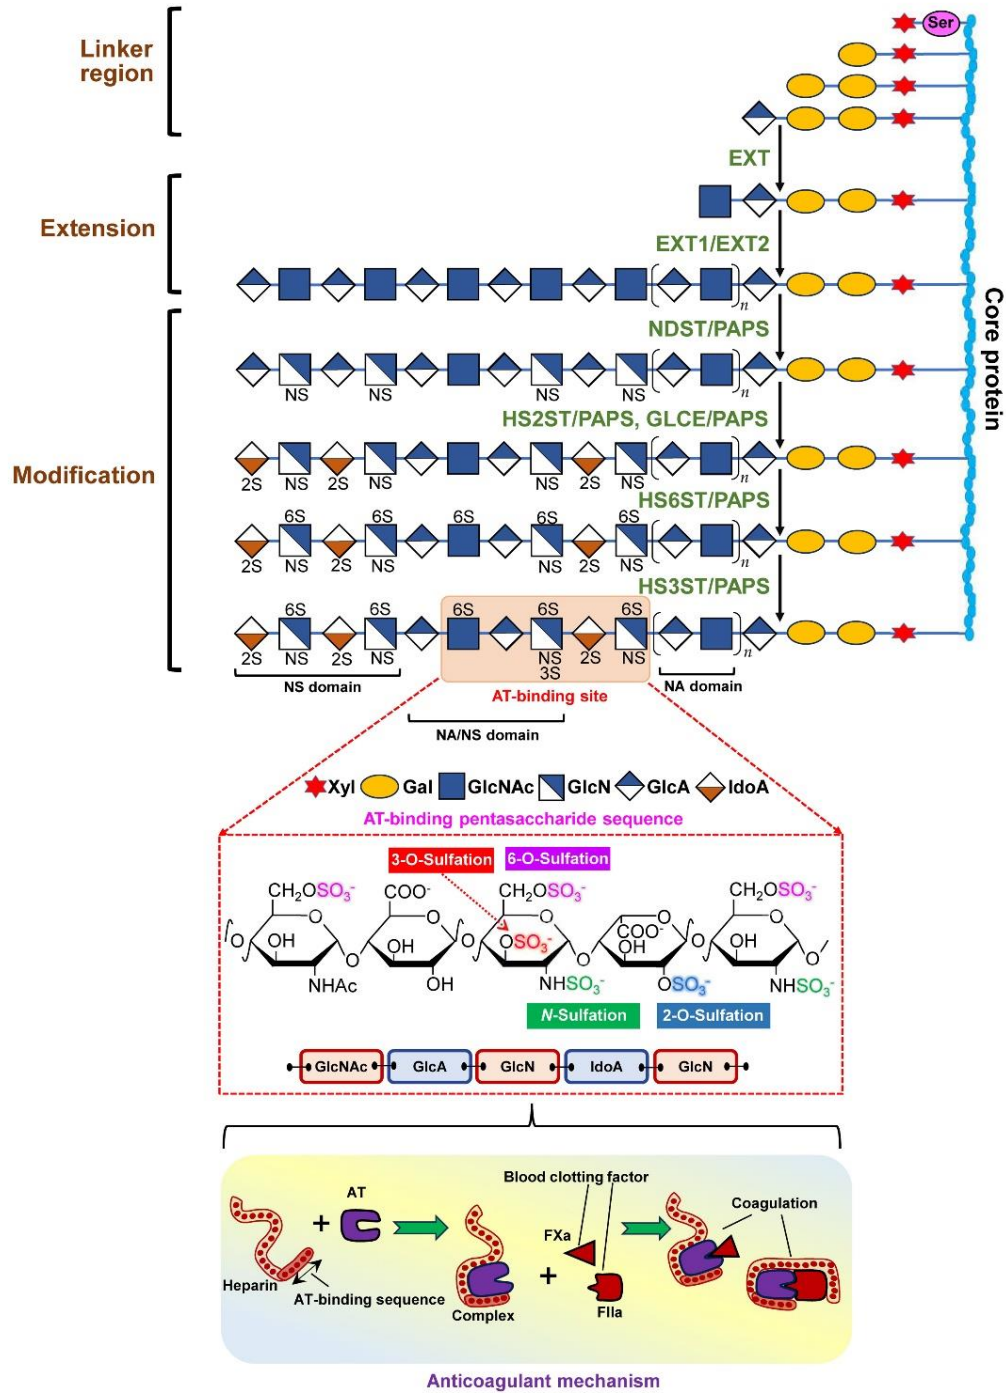 Linker
region
Ser
EXT
Extension
EXT1/EXT2
n
NDST/PAPS
NS NS NS NS n
HS2ST/PAPS, GLCE/PAPS
Modification
2S NS 2S NS NS 2S NS n
HS6ST/PAPS
6S 6S 6S 6S 6S
2S NS 2S NS NS 2S NS n
HS3ST/PAPS
6S 6S 6S 6S 6S
2S NS 2S NS NS 2S NS n
3S
NS domain
AT-binding site
NA domain
NA/NS domain
Core protein
Xyl Gal GlcNAc GlcN GlcA IdoA
AT-binding pentasaccharide sequence
3-O-Sulfation 6-O-Sulfation
CH₂OSO₃⁻ COO⁻ CH₂OSO₃⁻ CH₂OSO₃⁻
O O O O O
COO⁻
O OH O OH OSO₃⁻ O OH O OH O
NHAc OH NHSO₃⁻ OSO₃⁻ NHSO₃⁻
N-Sulfation 2-O-Sulfation
GlcNAc GlcA GlcN IdoA GlcN
Blood clotting factor
AT
Coagulation
+
FXa
Heparin
+
AT-binding sequence
Complex
FIIa
Anticoagulant mechanism